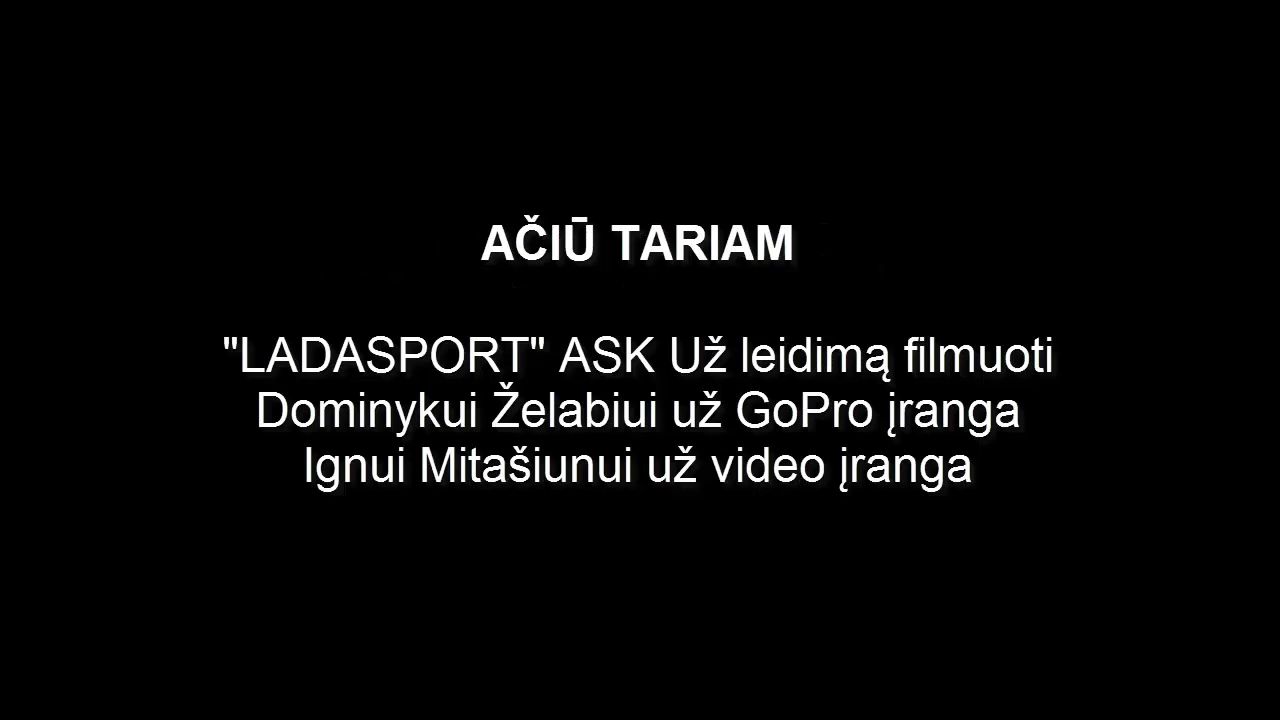 AČIŪ TARIAM
"LADASPORT" ASK Už leidimą filmuoti
Dominykui Želabiui už GoPro įranga
Ignui Mitašiunui už video įranga